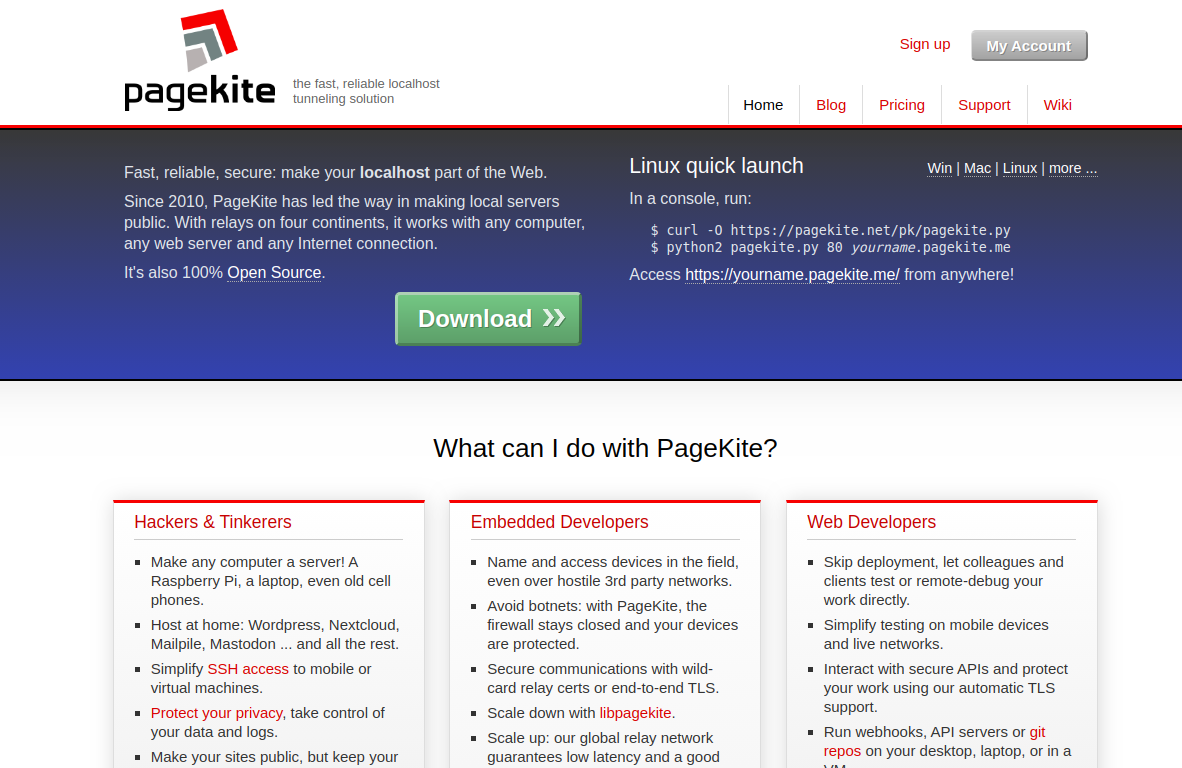 pagekite
the fast, reliable localhost
tunneling solution
Sign up
My Account
Home
Blog
Pricing
Support
Wiki
Fast, reliable, secure: make your localhost part of the Web.
Since 2010, PageKite has led the way in making local servers
public. With relays on four continents, it works with any computer,
any web server and any Internet connection.
It's also 100% Open Source.
Download
Linux quick launch
Win | Mac | Linux | more ...
In a console, run:
$ curl -O https://pagekite.net/pk/pagekite.py
$ python2 pagekite.py 80 yourname.pagekite.me
Access https://yourname.pagekite.me/ from anywhere!
What can I do with PageKite?
Hackers & Tinkerers
Make any computer a server! A
Raspberry Pi, a laptop, even old cell
phones.
Host at home: Wordpress, Nextcloud,
Mailpile, Mastodon ... and all the rest.
Simplify SSH access to mobile or
virtual machines.
Protect your privacy, take control of
your data and logs.
Make your sites public, but keep your
Embedded Developers
Name and access devices in the field,
even over hostile 3rd party networks.
Avoid botnets: with PageKite, the
firewall stays closed and your devices
are protected.
Secure communications with wild-
card relay certs or end-to-end TLS.
Scale down with libpagekite.
Scale up: our global relay network
guarantees low latency and a good
Web Developers
Skip deployment, let colleagues and
clients test or remote-debug your
work directly.
Simplify testing on mobile devices
and live networks.
Interact with secure APIs and protect
your work using our automatic TLS
support.
Run webhooks, API servers or git
repos on your desktop, laptop, or in a